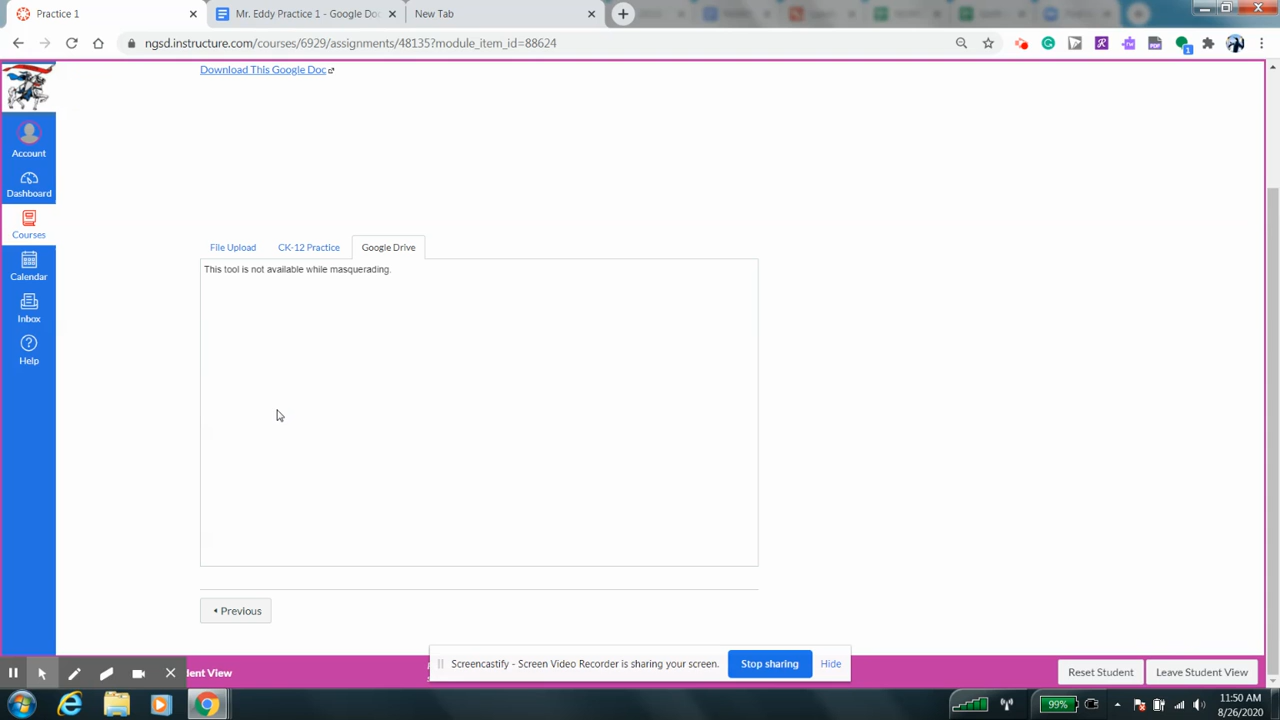 Practice 1
Mr. Eddy Practice 1 - Google Do
New Tab
ngsd.instructure.com/courses/6929/assignments/48135?module_item_id=88624
Download This Google Doc
Account
Dashboard
Courses
Calendar
Inbox
Help
File Upload
CK-12 Practice
Google Drive
This tool is not available while masquerading.
Previous
dent View
Screencastify - Screen Video Recorder is sharing your screen.
Stop sharing
Hide
Reset Student
Leave Student View
99%
11:50 AM
8/26/2020